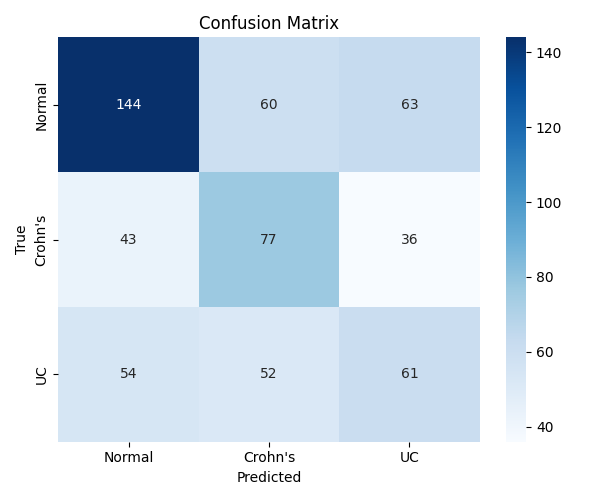 Confusion Matrix
Normal
144 60 63
Crohn's
43 77 36
UC
54 52 61
True
Normal Crohn's UC
Predicted
140
120
100
80
60
40